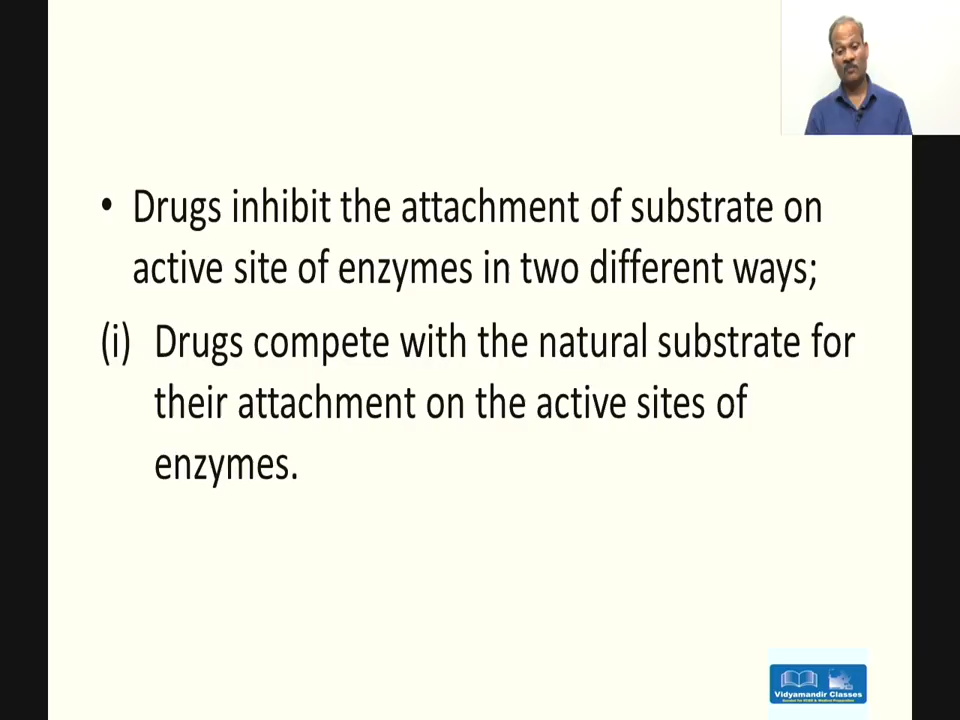 • Drugs inhibit the attachment of substrate on
active site of enzymes in two different ways;
(i) Drugs compete with the natural substrate for
their attachment on the active sites of
enzymes.
Vidyamandir Classes